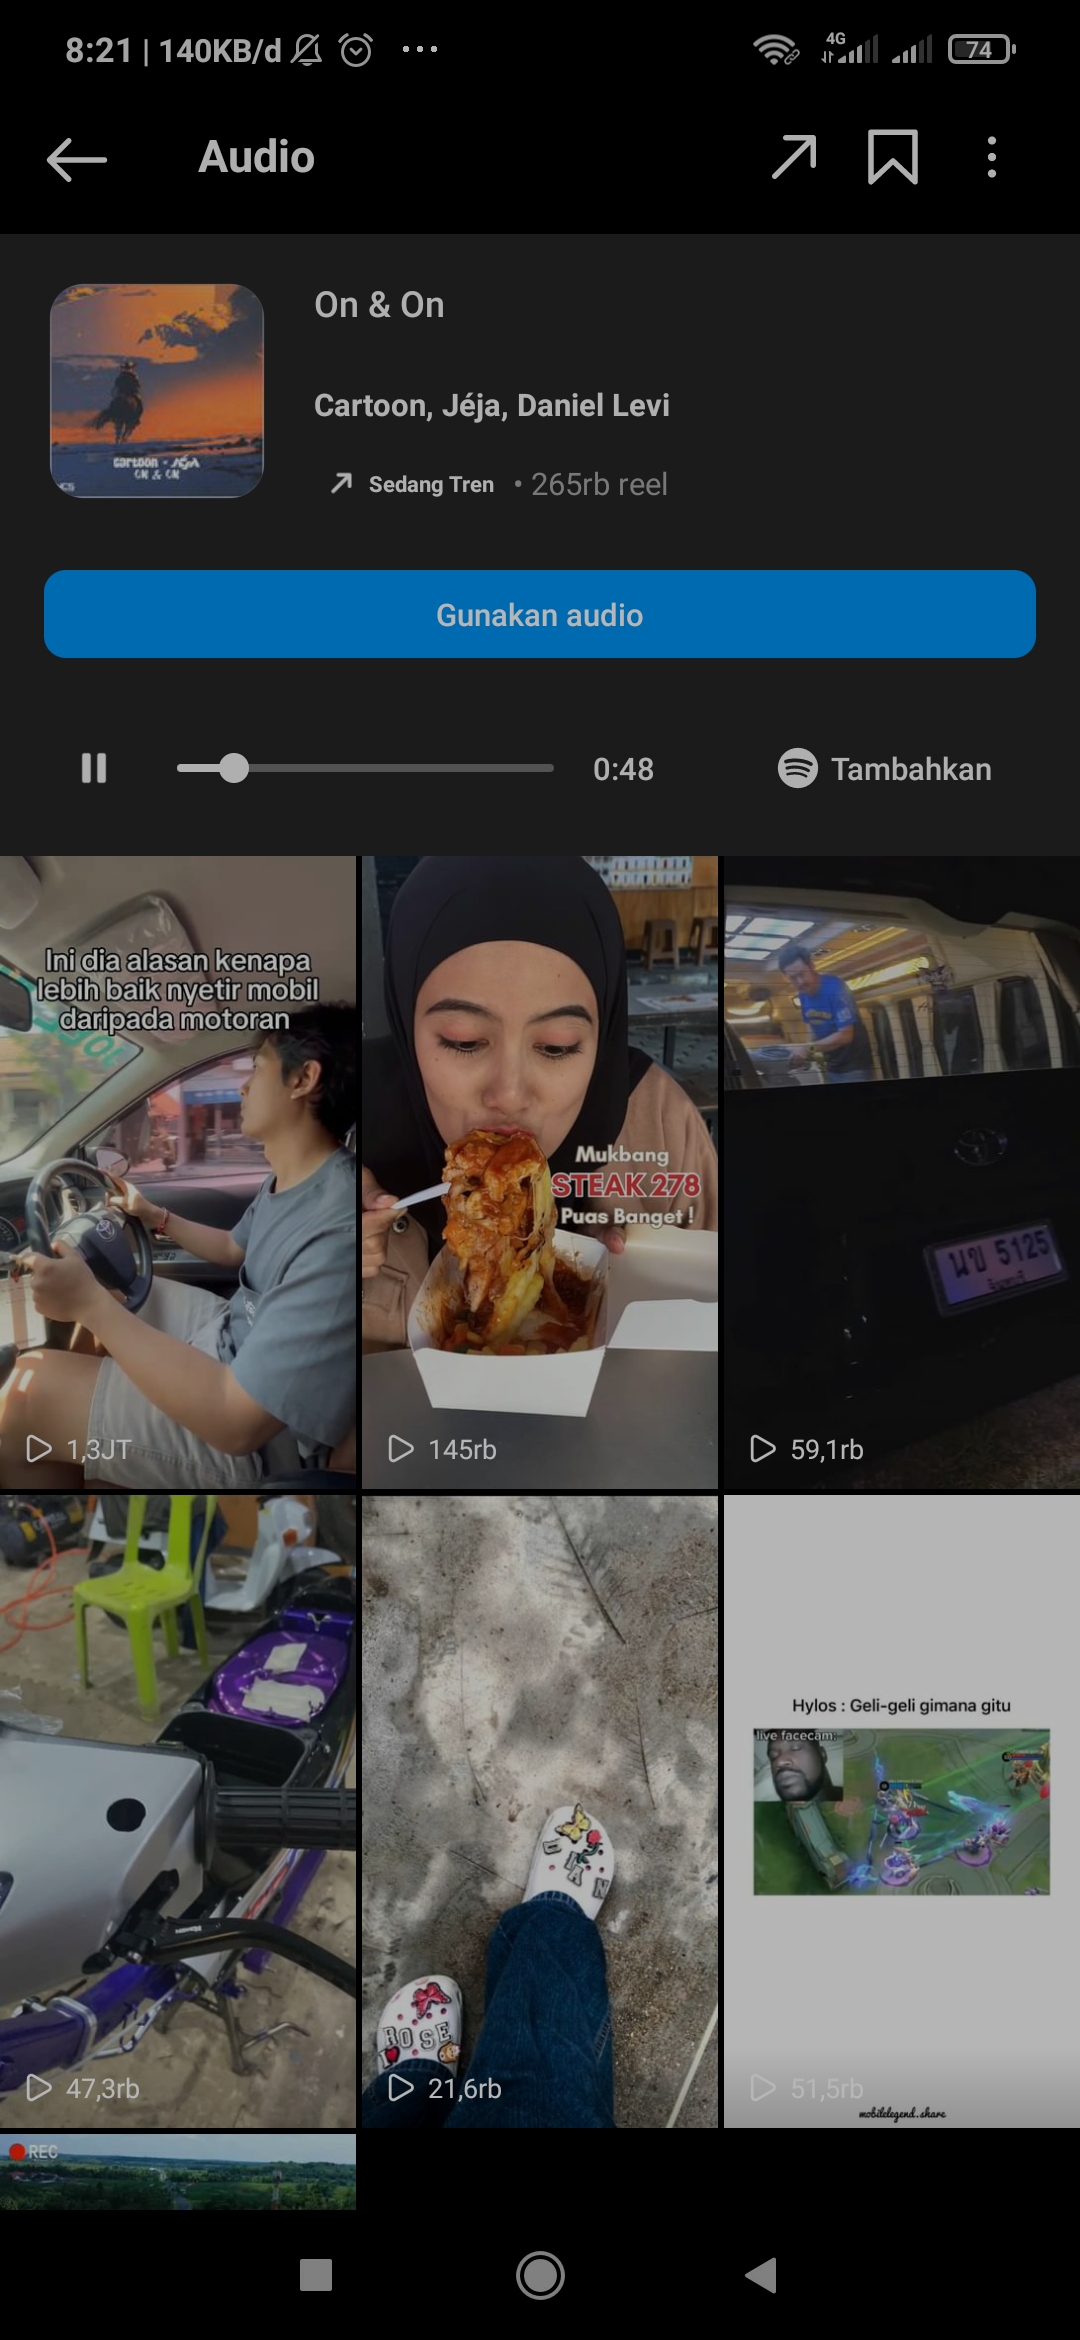 8:21 | 140KB/d
4G
74
Audio
On & On
Cartoon, Jéja, Daniel Levi
Sedang Tren • 265rb reel
cartoon - JÉJA
ON & ON
Gunakan audio
0:48
Tambahkan
Ini dia alasan kenapa
lebih baik nyetir mobil
daripada motoran
1,3JT
Mukbang
STEAK 278
Puas Banget !
145rb
นข 5125
59,1rb
47,3rb
DIAN
ROSE
21,6rb
Hylos : Geli-geli gimana gitu
live facecam:
51,5rb
mobilelegend.share
REC